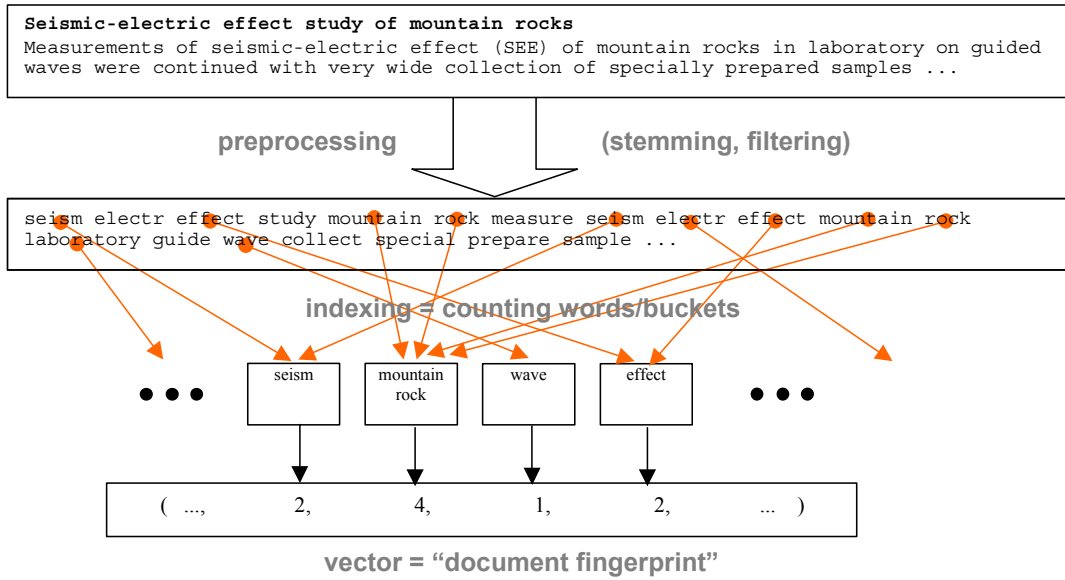 Seismic-electric effect study of mountain rocks
Measurements of seismic-electric effect (SEE) of mountain rocks in laboratory on guided
waves were continued with very wide collection of specially prepared samples ...
preprocessing (stemming, filtering)
seism electr effect study mountain rock measure seism electr effect mountain rock
laboratory guide wave collect special prepare sample ...
indexing = counting words/buckets
seism mountain wave effect
rock
( ..., 2, 4, 1, 2, ... )
vector = “document fingerprint”